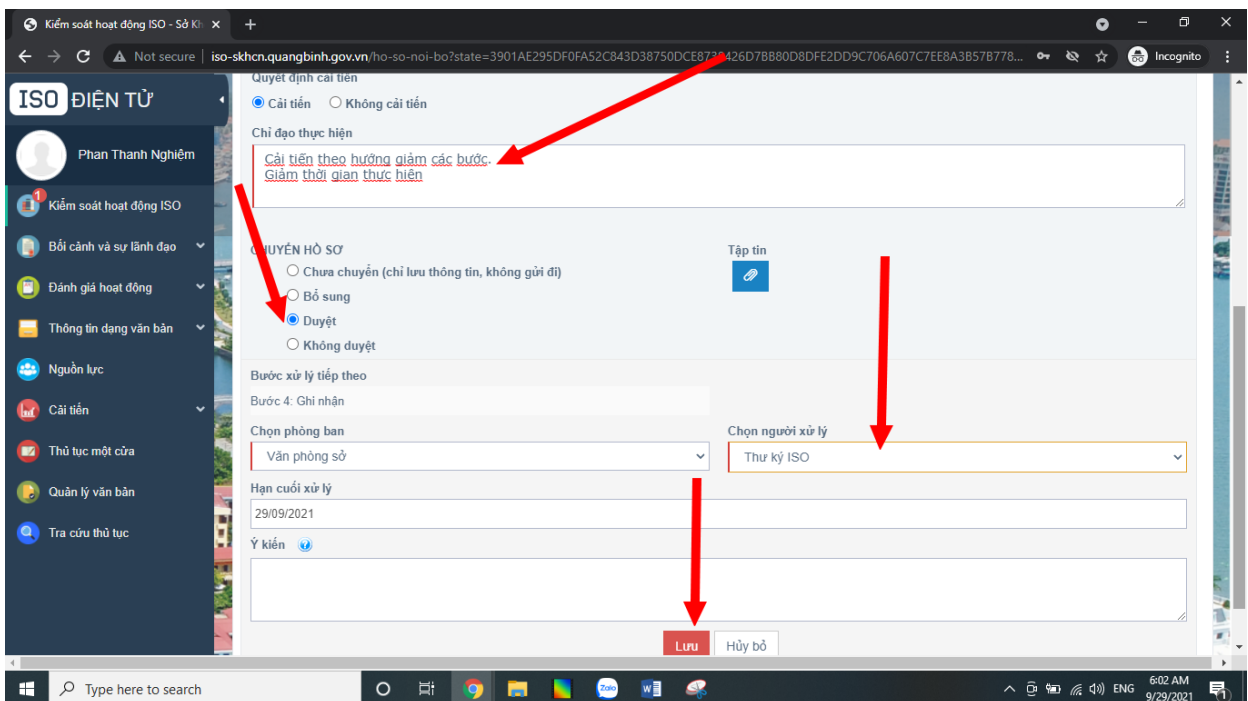 Kiểm soát hoạt động ISO - Sở Kh
Not secure | iso-skhcn.quangbinh.gov.vn/ho-so-noi-bo?state=3901AE295DF0FA52C843D38750DCE873 426D7BB80D8DFE2DD9C706A607C7EE8A3B57B778...
Incognito
ISO ĐIỆN TỬ
Phan Thanh Nghiệm
1
Kiểm soát hoạt động ISO
Bối cảnh và sự lãnh đạo
Đánh giá hoạt động
Thông tin dạng văn bản
Nguồn lực
Cải tiến
Thủ tục một cửa
Quản lý văn bản
Tra cứu thủ tục
Quyết định cải tiến
Cải tiến Không cải tiến
Chỉ đạo thực hiện
Cải tiến theo hướng giảm các bước.
Giảm thời gian thực hiện
CHUYỂN HỒ SƠ
Chưa chuyển (chỉ lưu thông tin, không gửi đi)
Bổ sung
Duyệt
Không duyệt
Tập tin
Bước xử lý tiếp theo
Bước 4: Ghi nhận
Chọn phòng ban
Văn phòng sở
Chọn người xử lý
Thư ký ISO
Hạn cuối xử lý
29/09/2021
Ý kiến
Lưu Hủy bỏ
Type here to search
Zalo
ENG
6:02 AM
9/29/2021